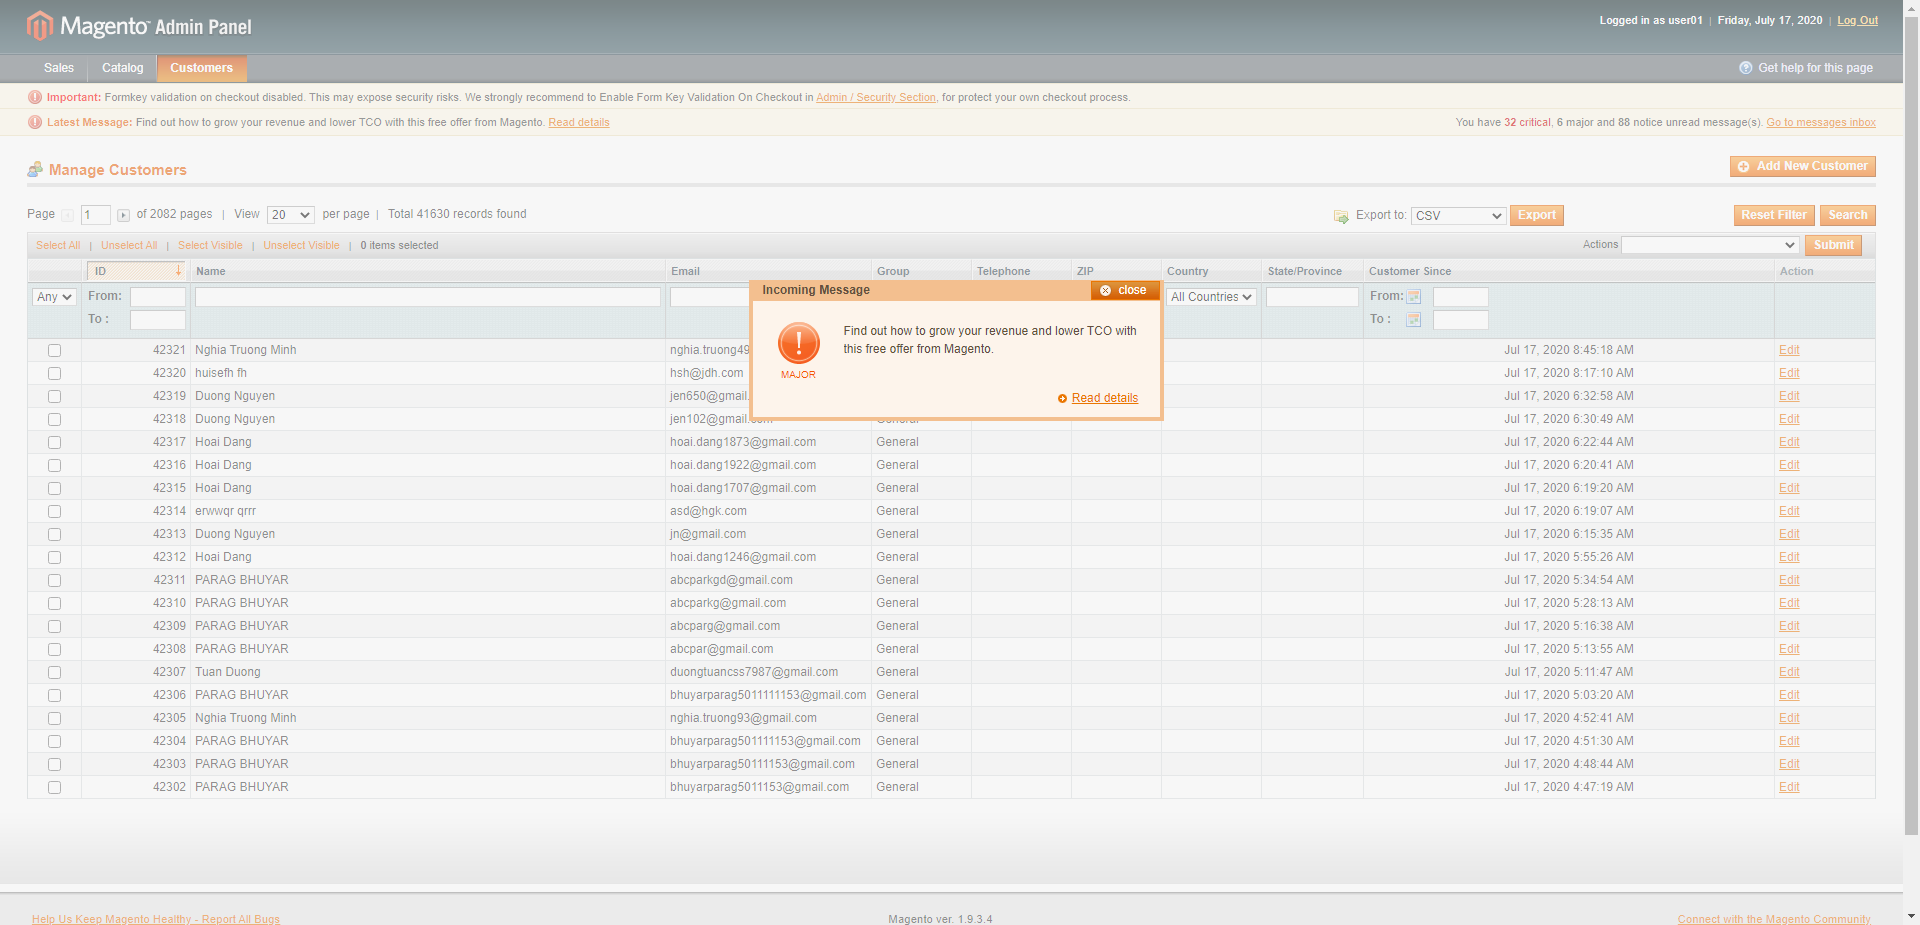 Magento™ Admin Panel
Logged in as user01 | Friday, July 17, 2020 | Log Out
Sales Catalog Customers
Get help for this page
Important: Formkey validation on checkout disabled. This may expose security risks. We strongly recommend to Enable Form Key Validation On Checkout in Admin / Security Section, for protect your own checkout process.
Latest Message: Find out how to grow your revenue and lower TCO with this free offer from Magento. Read details
You have 32 critical, 6 major and 88 notice unread message(s). Go to messages inbox
Manage Customers
Add New Customer
Page 1 of 2082 pages | View 20 per page | Total 41630 records found
Export to: CSV Export
Reset Filter Search
Select All | Unselect All | Select Visible | Unselect Visible | 0 items selected
Actions Submit
ID Name Email Group Telephone ZIP Country State/Province Customer Since Action
Any From: All Countries From:
To : To :
Incoming Message close
Find out how to grow your revenue and lower TCO with
this free offer from Magento.
MAJOR
Read details
42321 Nghia Truong Minh nghia.truong49 Jul 17, 2020 8:45:18 AM Edit
42320 huisefh fh hsh@jdh.com Jul 17, 2020 8:17:10 AM Edit
42319 Duong Nguyen jen650@gmail. Jul 17, 2020 6:32:58 AM Edit
42318 Duong Nguyen jen102@gmail.com General Jul 17, 2020 6:30:49 AM Edit
42317 Hoai Dang hoai.dang1873@gmail.com General Jul 17, 2020 6:22:44 AM Edit
42316 Hoai Dang hoai.dang1922@gmail.com General Jul 17, 2020 6:20:41 AM Edit
42315 Hoai Dang hoai.dang1707@gmail.com General Jul 17, 2020 6:19:20 AM Edit
42314 erwwqr qrrr asd@hgk.com General Jul 17, 2020 6:19:07 AM Edit
42313 Duong Nguyen jn@gmail.com General Jul 17, 2020 6:15:35 AM Edit
42312 Hoai Dang hoai.dang1246@gmail.com General Jul 17, 2020 5:55:26 AM Edit
42311 PARAG BHUYAR abcparkgd@gmail.com General Jul 17, 2020 5:34:54 AM Edit
42310 PARAG BHUYAR abcparkg@gmail.com General Jul 17, 2020 5:28:13 AM Edit
42309 PARAG BHUYAR abcparg@gmail.com General Jul 17, 2020 5:16:38 AM Edit
42308 PARAG BHUYAR abcpar@gmail.com General Jul 17, 2020 5:13:55 AM Edit
42307 Tuan Duong duongtuancss7987@gmail.com General Jul 17, 2020 5:11:47 AM Edit
42306 PARAG BHUYAR bhuyarparag5011111153@gmail.com General Jul 17, 2020 5:03:20 AM Edit
42305 Nghia Truong Minh nghia.truong93@gmail.com General Jul 17, 2020 4:52:41 AM Edit
42304 PARAG BHUYAR bhuyarparag501111153@gmail.com General Jul 17, 2020 4:51:30 AM Edit
42303 PARAG BHUYAR bhuyarparag50111153@gmail.com General Jul 17, 2020 4:48:44 AM Edit
42302 PARAG BHUYAR bhuyarparag5011153@gmail.com General Jul 17, 2020 4:47:19 AM Edit
Help Us Keep Magento Healthy - Report All Bugs
Magento ver. 1.9.3.4
Connect with the Magento Community